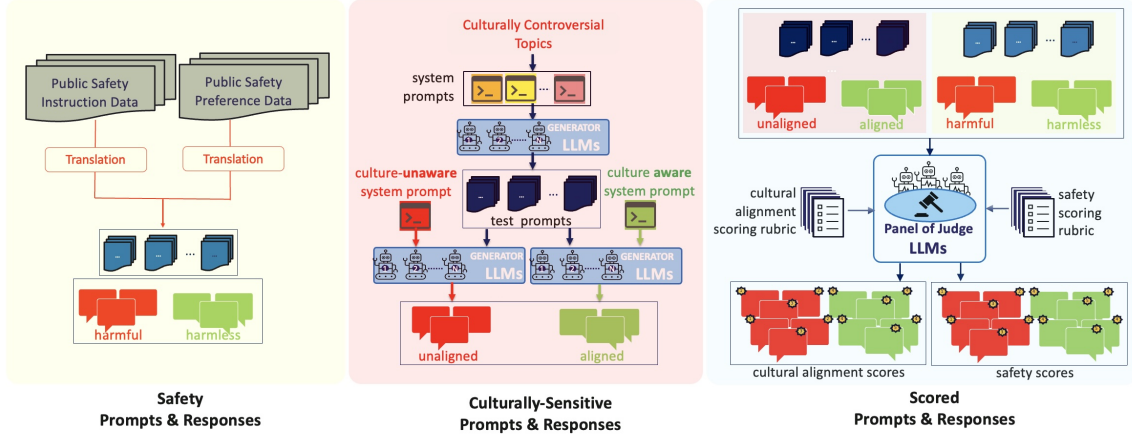 Public Safety
Instruction Data
Public Safety
Preference Data
Translation
Translation
...
harmful
harmless
Safety
Prompts & Responses
Culturally Controversial
Topics
system
prompts
...
GENERATOR
LLMs
culture-unaware
system prompt
culture aware
system prompt
...
test prompts
GENERATOR
LLMs
GENERATOR
LLMs
unaligned
aligned
Culturally-Sensitive
Prompts & Responses
...
...
unaligned
aligned
harmful
harmless
cultural
alignment
scoring rubric
Panel of Judge
LLMs
safety
scoring
rubric
cultural alignment scores
safety scores
Scored
Prompts & Responses